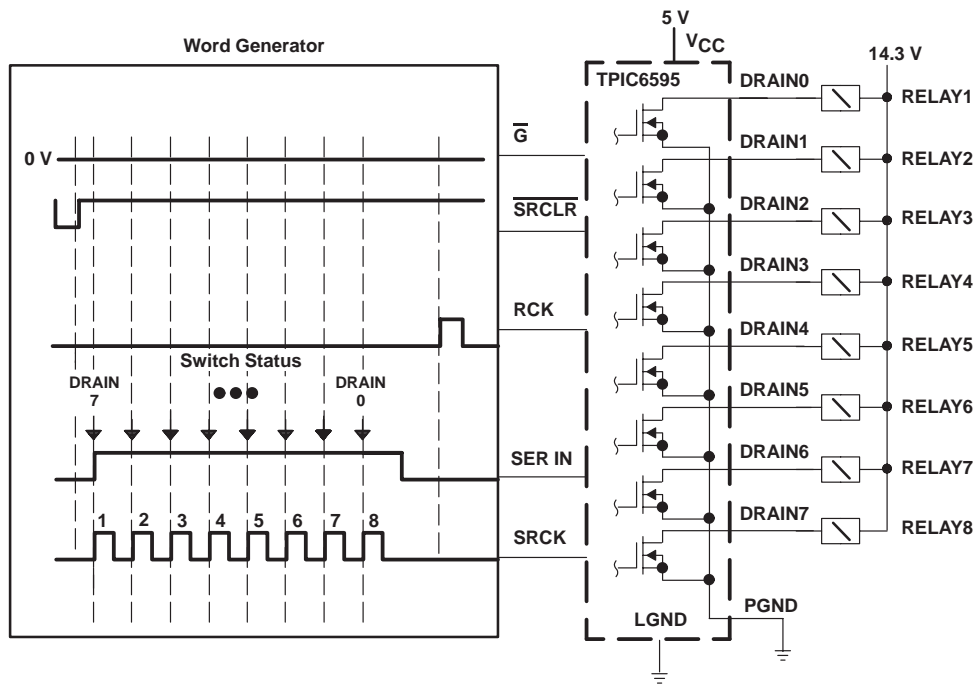 5 V
VCC
Word Generator
14.3 V
TPIC6595
DRAIN0
RELAY1
G
DRAIN1
RELAY2
0 V
SRCLR
DRAIN2
RELAY3
DRAIN3
RELAY4
RCK
DRAIN4
RELAY5
Switch Status
DRAIN
7
DRAIN
0
DRAIN5
RELAY6
SER IN
DRAIN6
RELAY7
1 2 3 4 5 6 7 8
SRCK
DRAIN7
RELAY8
LGND
PGND